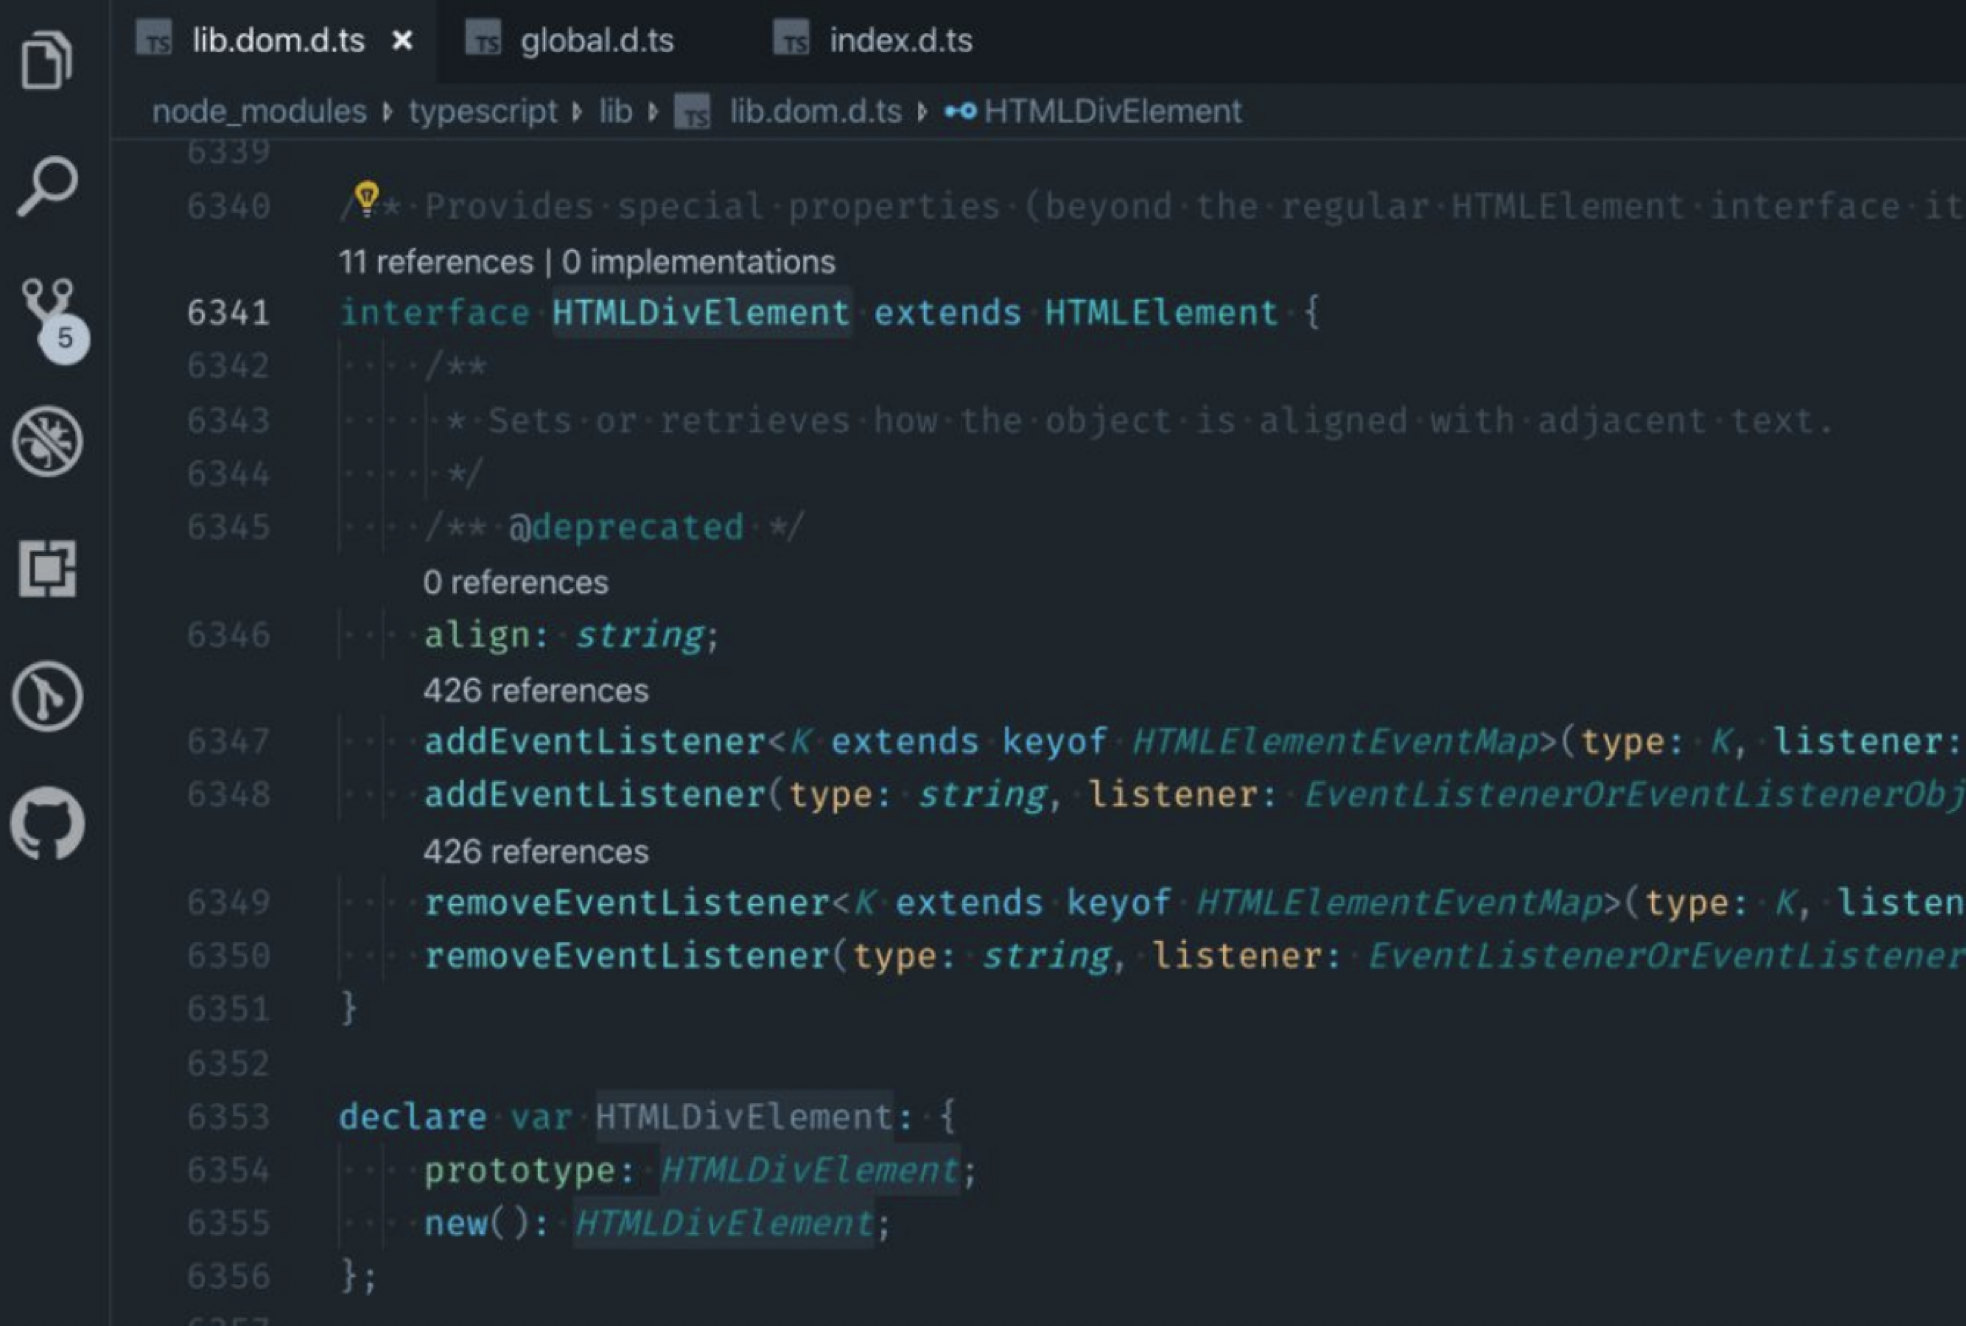 TS lib.dom.d.ts × TS global.d.ts TS index.d.ts
node_modules typescript lib TS lib.dom.d.ts HTMLDivElement
6339
6340 /** Provides special properties (beyond the regular HTMLElement interface it
11 references | 0 implementations
6341 interface HTMLDivElement extends HTMLElement {
5
6342 /**
6343 * Sets or retrieves how the object is aligned with adjacent text.
6344 */
6345 /** @deprecated */
0 references
6346 align: string;
426 references
6347 addEventListener<K extends keyof HTMLElementEventMap>(type: K, listener:
6348 addEventListener(type: string, listener: EventListenerOrEventListenerObj
426 references
6349 removeEventListener<K extends keyof HTMLElementEventMap>(type: K, listen
6350 removeEventListener(type: string, listener: EventListenerOrEventListener
6351 }
6352
6353 declare var HTMLDivElement: {
6354 prototype: HTMLDivElement;
6355 new(): HTMLDivElement;
6356 };
6357